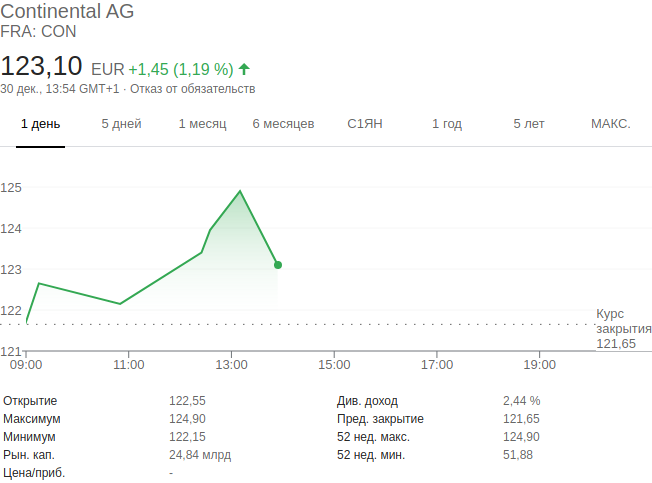 Continental AG
FRA: CON
123,10 EUR +1,45 (1,19 %)
30 дек., 13:54 GMT+1 · Отказ от обязательств
1 день 5 дней 1 месяц 6 месяцев С1ЯН 1 год 5 лет МАКС.
125
124
123
122
Курс
закрытия
121,65
121
09:00 11:00 13:00 15:00 17:00 19:00
Открытие 122,55 Див. доход 2,44 %
Максимум 124,90 Пред. закрытие 121,65
Минимум 122,15 52 нед. макс. 124,90
Рын. кап. 24,84 млрд 52 нед. мин. 51,88
Цена/приб. -